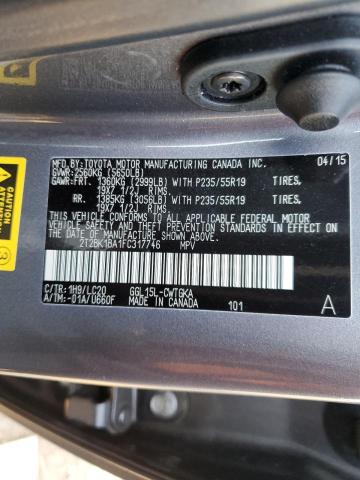 MFD.BY:TOYOTA MOTOR MANUFACTURING CANADA INC. 04/15
GVWR:2560KG (5650LB)
GAWR:FRT. 1360KG (2999LB)WITH P235/55R19 TIRES,
19X7 1/2J RIMS
RR. 1385KG (3056LB)WITH P235/55R19 TIRES,
19X7 1/2J RIMS
THIS VEHICLE CONFORMS TO ALL APPLICABLE FEDERAL MOTOR
VEHICLE SAFETY AND THEFT PREVENTION STANDARDS IN
EFFECT ON THE DATE OF MANUFACTURE SHOWN ABOVE.
2T2BK1BA1FC317746 MPV
C/TR:1H9/LC20 GGL15L-CWTGKA
A/TM:-01A/U660F MADE IN CANADA 101 A